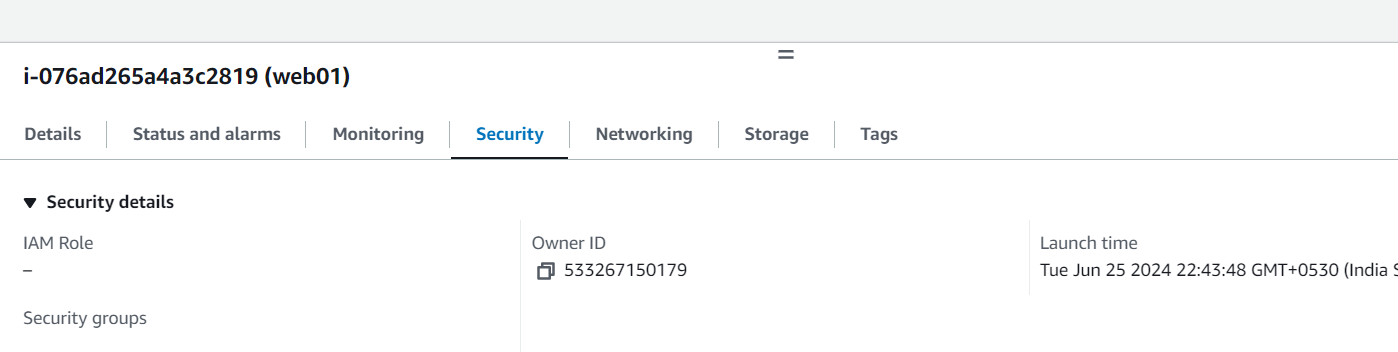 i-076ad265a4a3c2819 (web01)
Details Status and alarms Monitoring Security Networking Storage Tags
Security details
IAM Role Owner ID Launch time
– 533267150179 Tue Jun 25 2024 22:43:48 GMT+0530 (India
Security groups